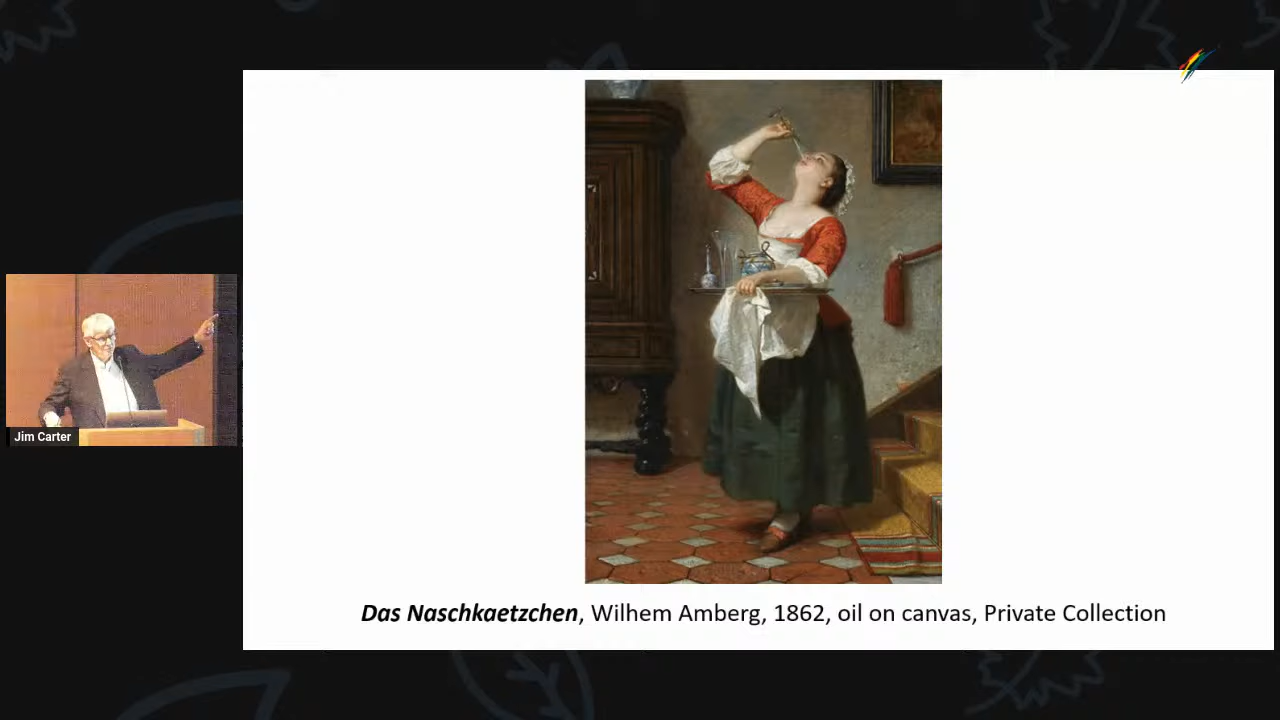 Jim Carter
Das Naschkaetzchen, Wilhem Amberg, 1862, oil on canvas, Private Collection